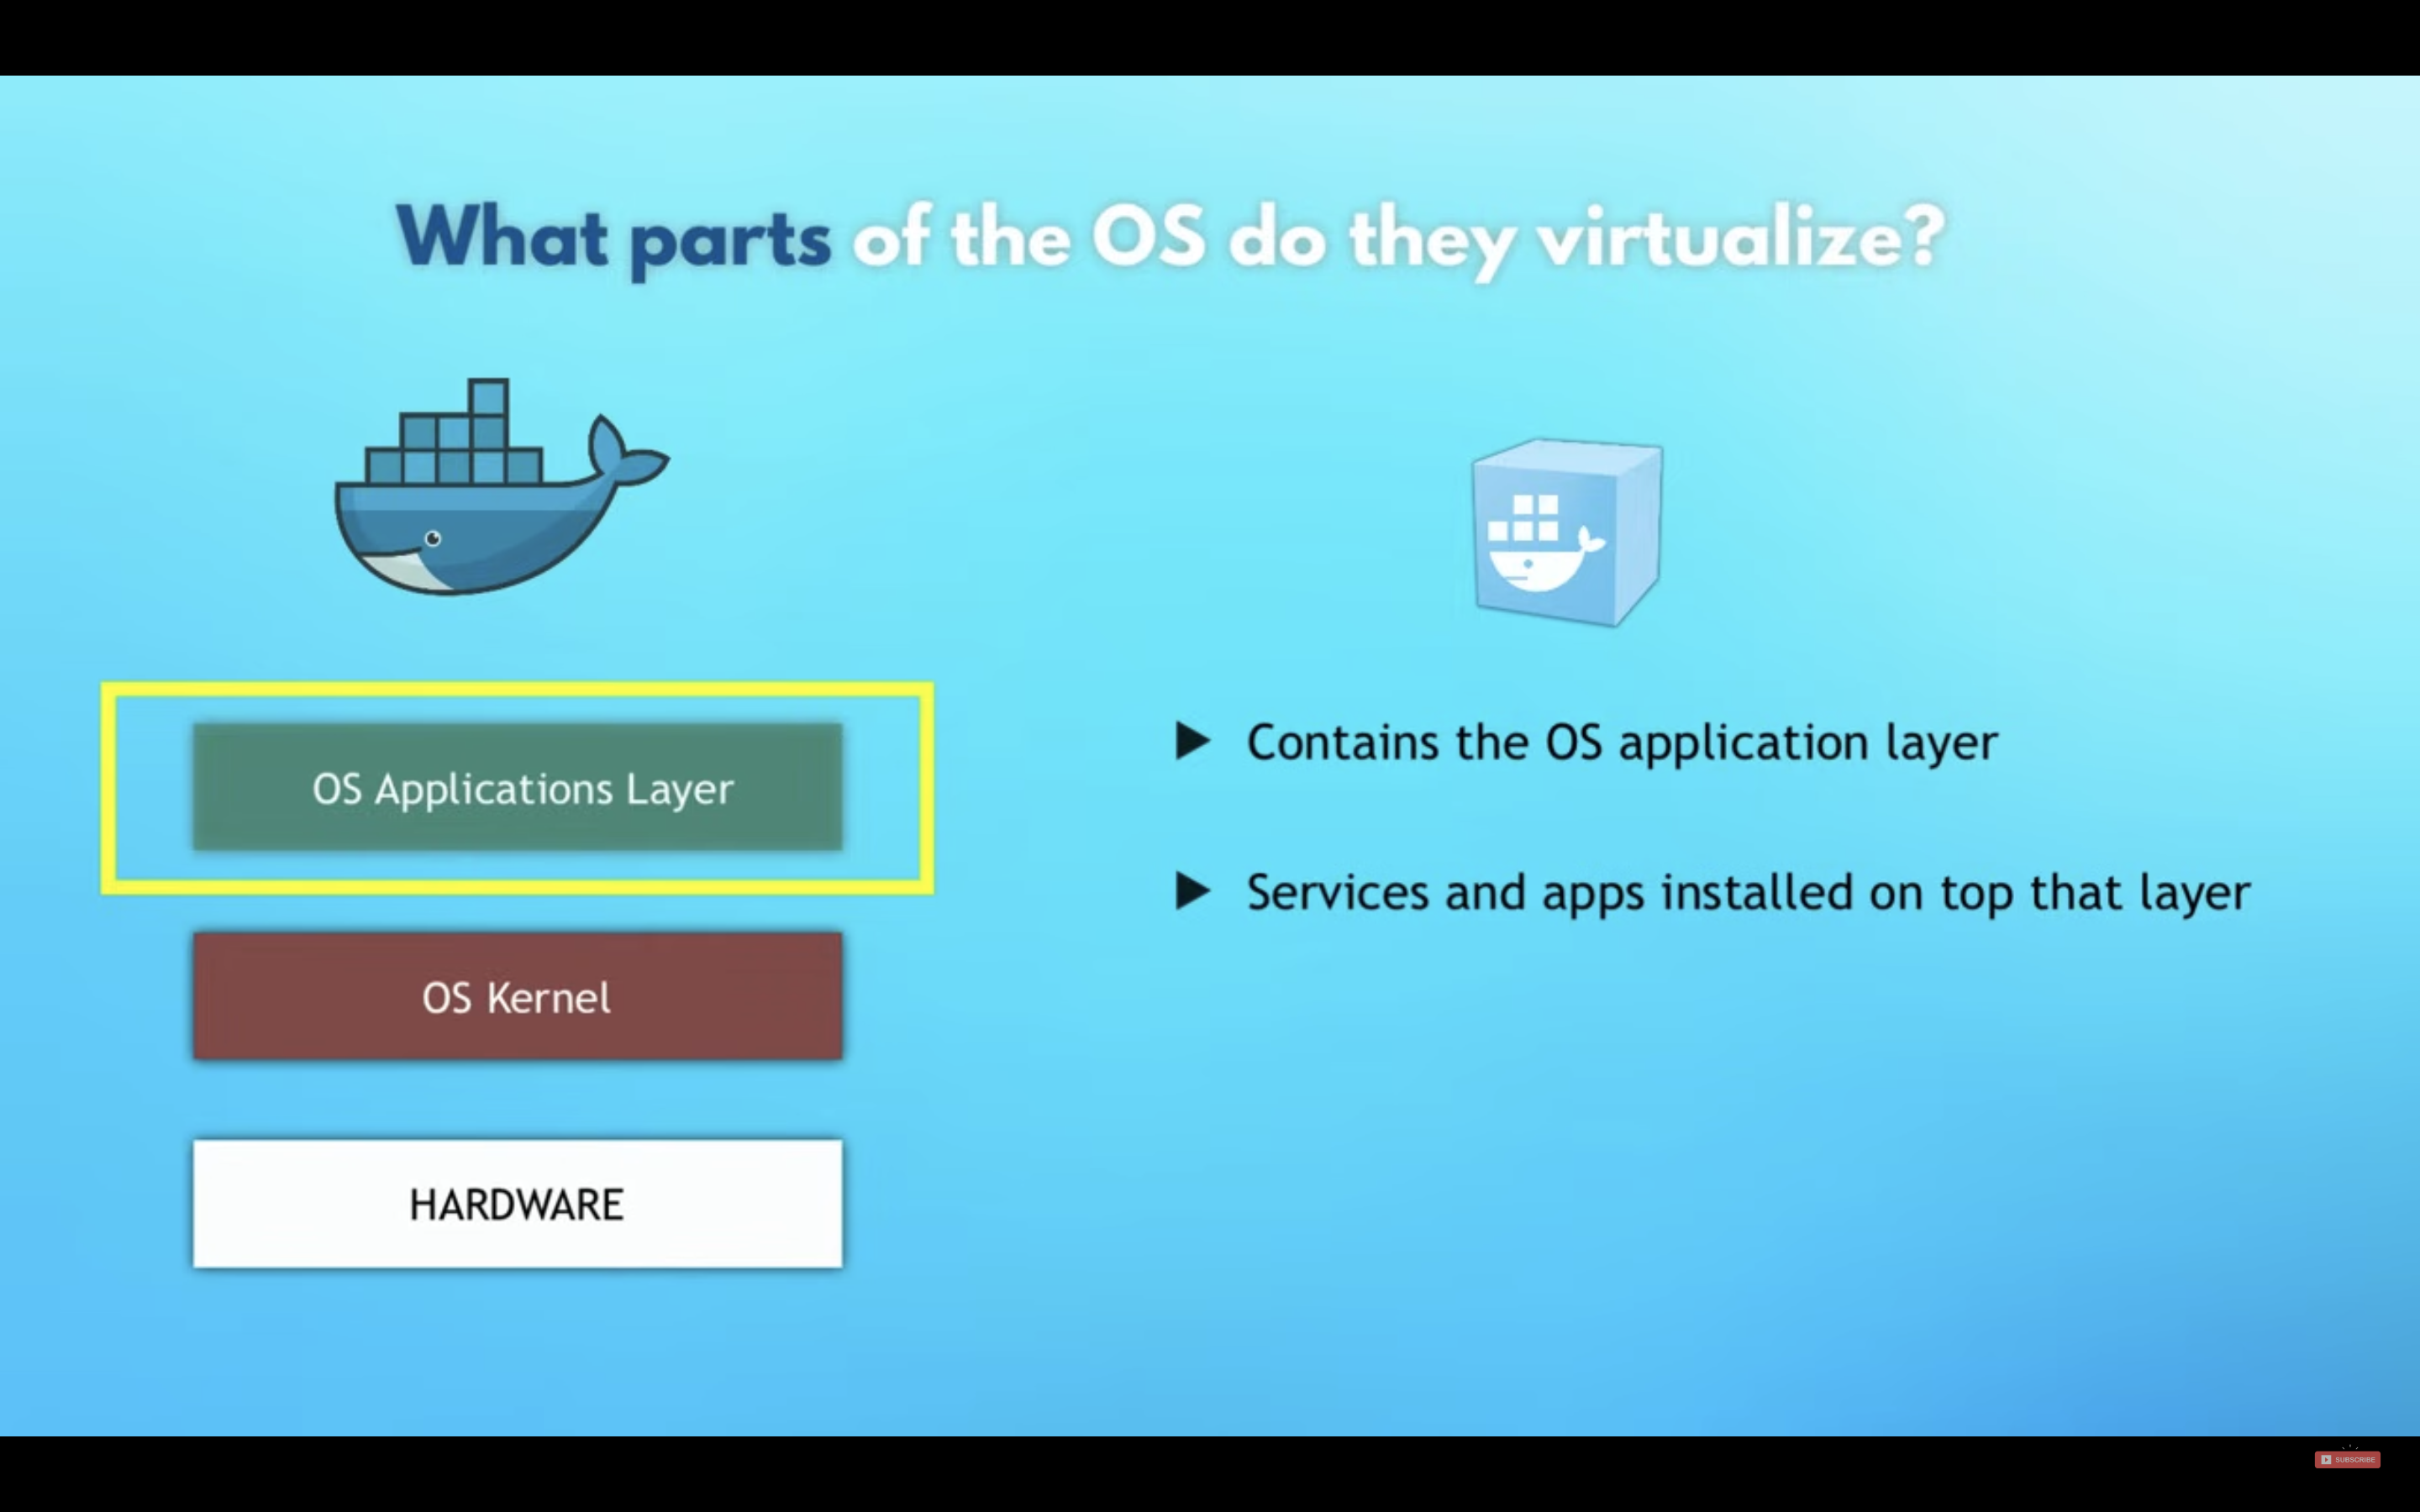 What parts of the OS do they virtualize?
OS Applications Layer
OS Kernel
HARDWARE
Contains the OS application layer
Services and apps installed on top that layer
SUBSCRIBE